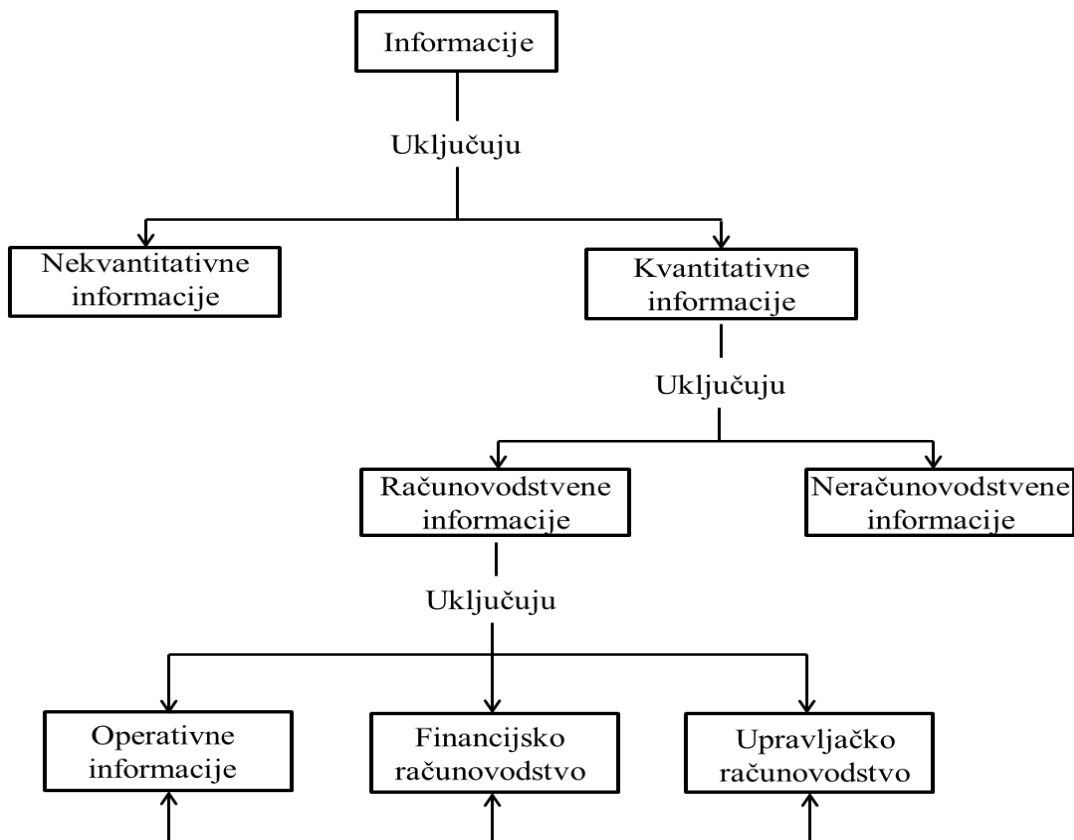 Informacije
Uključuju
Nekvantitativne
informacije
Kvantitativne
informacije
Uključuju
Računovodstvene
informacije
Neračunovodstvene
informacije
Uključuju
Operativne
informacije
Financijsko
računovodstvo
Upravljačko
računovodstvo